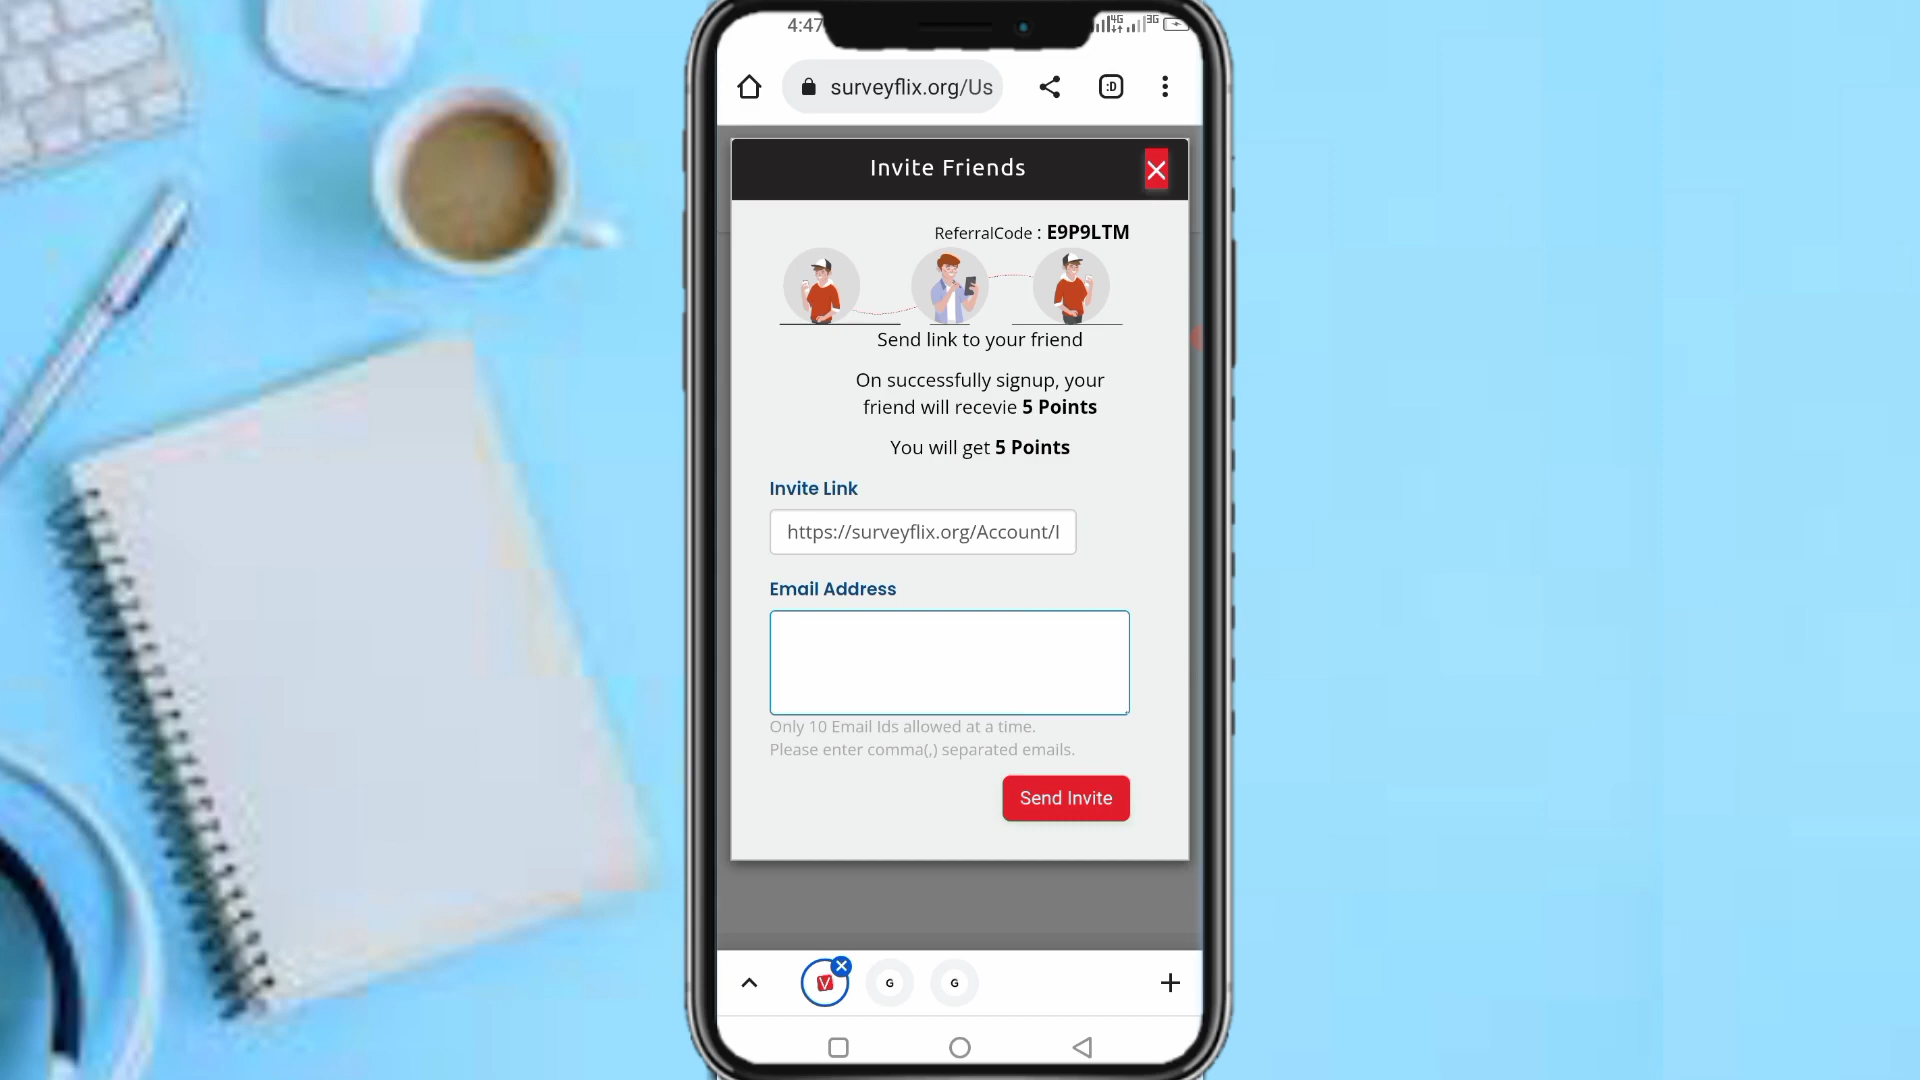 4:47
4G
3G
surveyflix.org/Us
:D
Invite Friends
ReferralCode : E9P9LTM
Send link to your friend
On successfully signup, your
friend will recevie 5 Points
You will get 5 Points
Invite Link
https://surveyflix.org/Account/I
Email Address
Only 10 Email Ids allowed at a time.
Please enter comma(,) separated emails.
Send Invite
V
G
G